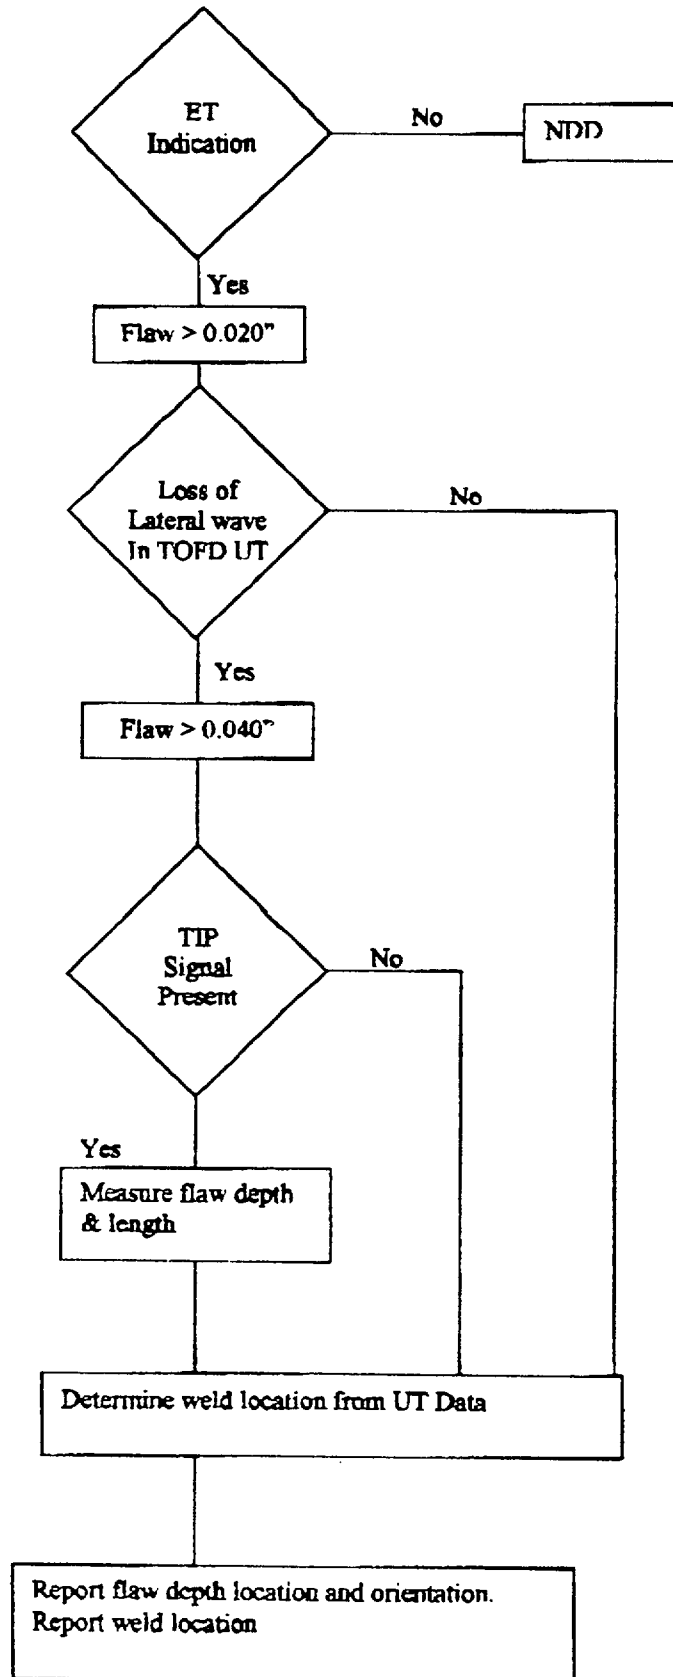 ET
Indication
No
NDD
Yes
Flaw > 0.020"
Loss of
Lateral wave
In TOFD UT
No
Yes
Flaw > 0.040"
TIP
Signal
Present
No
Yes
Measure flaw depth
& length
Determine weld location from UT Data
Report flaw depth location and orientation.
Report weld location